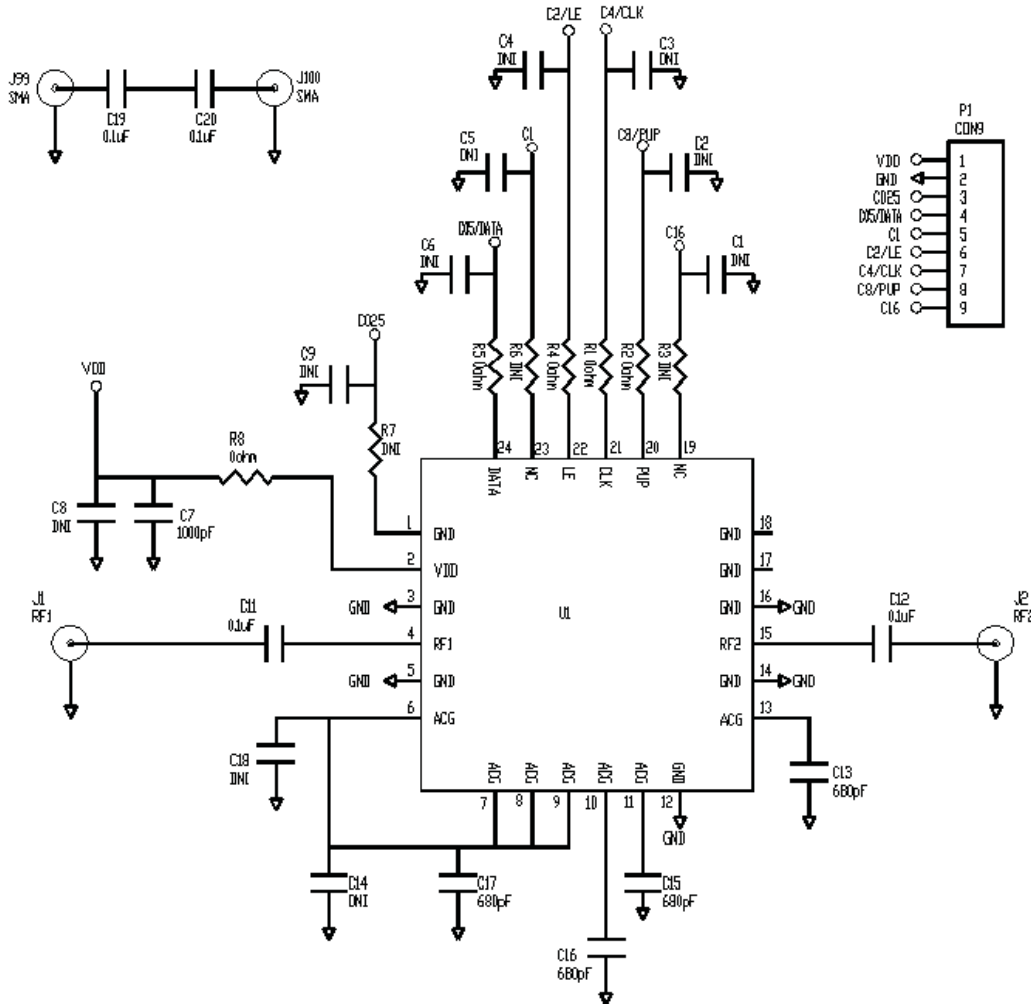 C2/LE
C4/CLK
C4
DNI
C3
DNI
J99
SMA
J100
SMA
C19
0.1uF
C20
0.1uF
P1
CON9
C5
DNI
C1
C8/PUP
C2
DNI
VDD
1
GND
2
C025
3
D05/DATA
4
C1
5
C2/LE
6
C4/CLK
7
C8/PUP
8
C16
9
D05/DATA
C6
DNI
C16
C1
DNI
C025
C9
DNI
R5 0ohm
R6 DNI
R4 0ohm
R1 0ohm
R2 0ohm
R3 DNI
VDD
R8
0ohm
R7
DNI
24
23
22
21
20
19
DATA
NC
LE
CLK
PUP
NC
C8
DNI
C7
1000pF
1
GND
GND
18
2
VDD
GND
17
GND
3
GND
U1
GND
16
GND
J1
RF1
C11
0.1uF
4
RF1
RF2
15
C12
0.1uF
J2
RF2
GND
5
GND
GND
14
GND
6
ACG
ACG
13
C18
DNI
ACG
ACG
ACG
ACG
ACG
GND
7
8
9
10
11
12
GND
C13
680pF
C14
DNI
C17
680pF
C15
680pF
C16
680pF